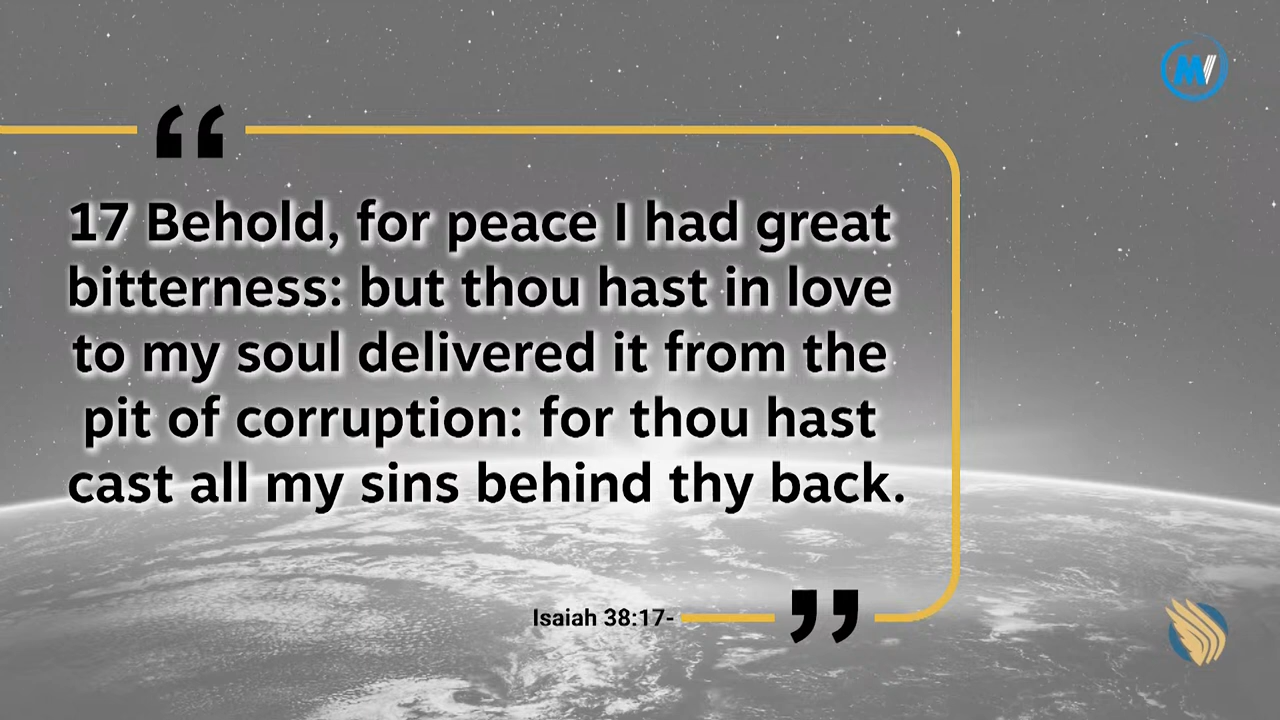 MV
“
17 Behold, for peace I had great
bitterness: but thou hast in love
to my soul delivered it from the
pit of corruption: for thou hast
cast all my sins behind thy back.
Isaiah 38:17-
”